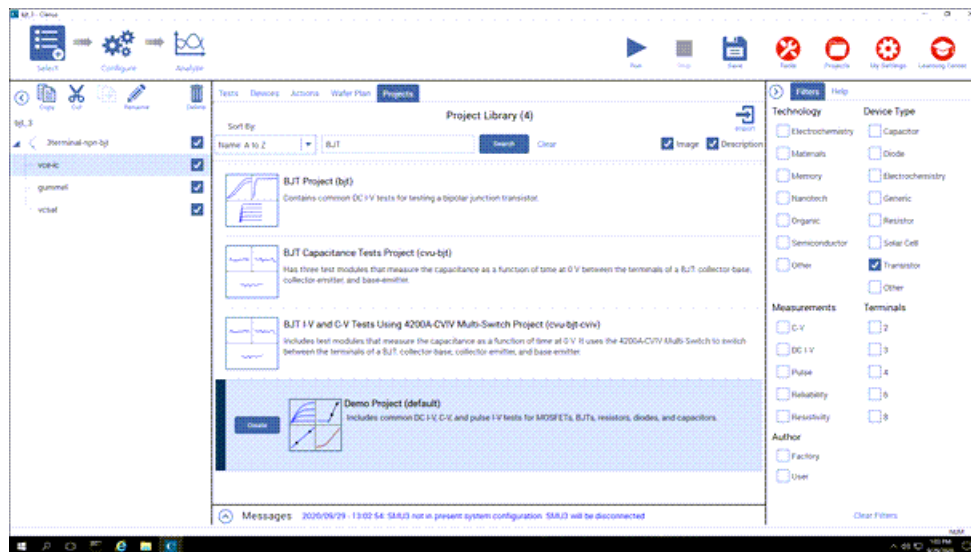 bjt_3 - Clarius
Select
Configure
Analyze
Run
Stop
Save
Tools
Projects
My Settings
Learning Center
Copy
Cut
Rename
Delete
bjt_3
3terminal-npn-bjt
vce-ic
gummel
vcsat
Tests Devices Actions Wafer Plan Projects
Project Library (4)
Import
Sort By:
Name: A to Z
BJT
Search
Clear
Image
Description
BJT Project (bjt)
Contains common DC I-V tests for testing a bipolar junction transistor.
BJT Capacitance Tests Project (cvu-bjt)
Has three test modules that measure the capacitance as a function of time at 0 V between the terminals of a BJT: collector-base,
collector-emitter, and base-emitter.
BJT I-V and C-V Tests Using 4200A-CVIV Multi-Switch Project (cvu-bjt-cviv)
Includes test modules that measure the capacitance as a function of time at 0 V. It uses the 4200A-CVIV Multi-Switch to switch
between the terminals of a BJT: collector-base, collector-emitter, and base-emitter.
Create
Demo Project (default)
Includes common DC I-V, C-V, and pulse I-V tests for MOSFETs, BJTs, resistors, diodes, and capacitors.
Messages 2020/09/29 - 13:02:54: SMU3 not in present system configuration. SMU3 will be disconnected
Filters Help
Technology
Electrochemistry
Materials
Memory
Nanotech
Organic
Semiconductor
Other
Device Type
Capacitor
Diode
Electrochemistry
Generic
Resistor
Solar Cell
Transistor
Other
Measurements
C-V
DC I-V
Pulse
Reliability
Resistivity
Terminals
2
3
4
6
8
Author
Factory
User
Clear Filters
NUM
1:03 PM